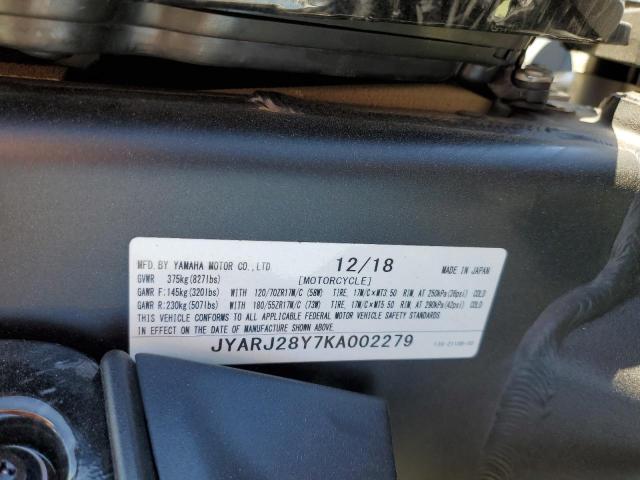 MFD. BY YAMAHA MOTOR CO., LTD 12/18 MADE IN JAPAN
GVWR 375kg(827lbs) [MOTORCYCLE]
GAWR F:145kg(320lbs) WITH 120/70ZR17M/C (58W) TIRE, 17M/C×MT3.50 RIM, AT 250kPa(36psi) COLD
GAWR R:230kg(507lbs) WITH 180/55ZR17M/C (73W) TIRE, 17M/C×MT5.50 RIM, AT 290kPa(42psi) COLD
THIS VEHICLE CONFORMS TO ALL APPLICABLE FEDERAL MOTOR VEHICLE SAFETY STANDARDS
IN EFFECT ON THE DATE OF MANUFACTURE SHOWN ABOVE.
JYARJ28Y7KA002279